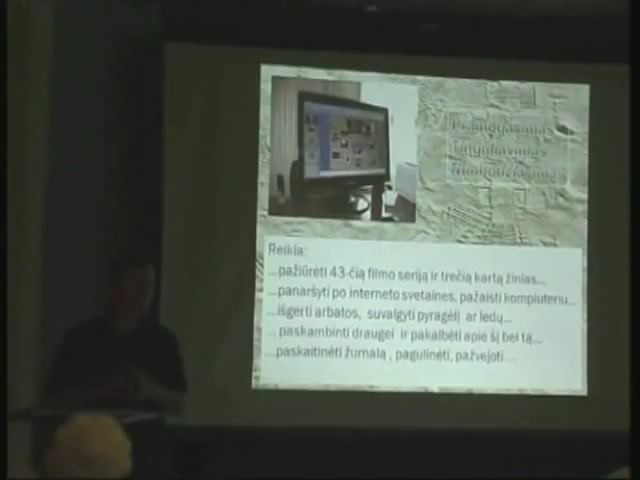 Reikia:
...pažiūrėti 43-čią filmo seriją ir trečią kartą žinias...
...panaršyti po interneto svetaines, pažaisti kompiuteriu...
...išgerti arbatos, suvalgyti pyragėlį ar ledų...
... paskambinti draugei ir pakalbėti apie šį bei tą...
...paskaitinėti žurnalą , pagulinėti, pažvejoti ...